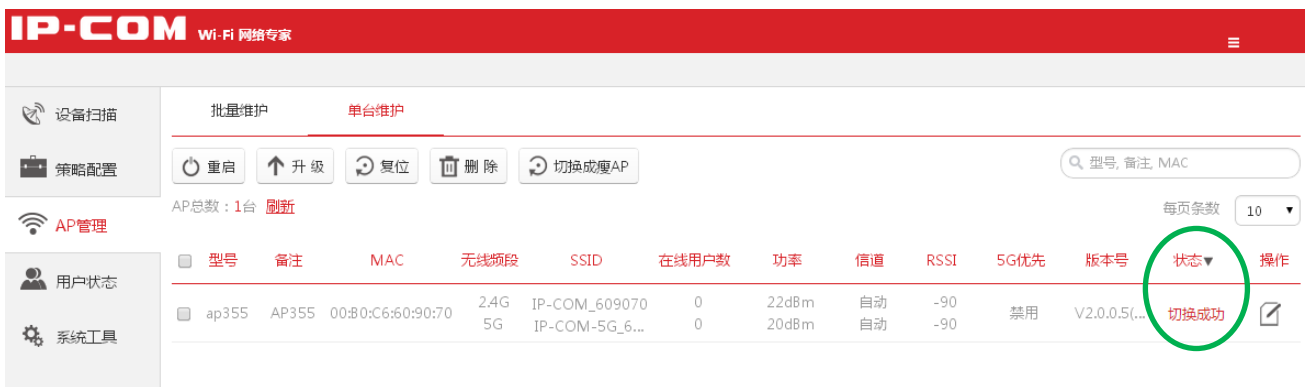 IP-COM Wi-Fi 网络专家
设备扫描
策略配置
AP管理
用户状态
系统工具
批量维护 单台维护
重启 升级 复位 删除 切换成瘦AP 型号, 备注, MAC
AP总数：1台 刷新 每页条数 10
型号 备注 MAC 无线频段 SSID 在线用户数 功率 信道 RSSI 5G优先 版本号 状态▼ 操作
ap355 AP355 00:B0:C6:60:90:70 2.4G IP-COM_609070 0 22dBm 自动 -90 禁用 V2.0.0.5(... 切换成功
5G IP-COM-5G_6... 0 20dBm 自动 -90